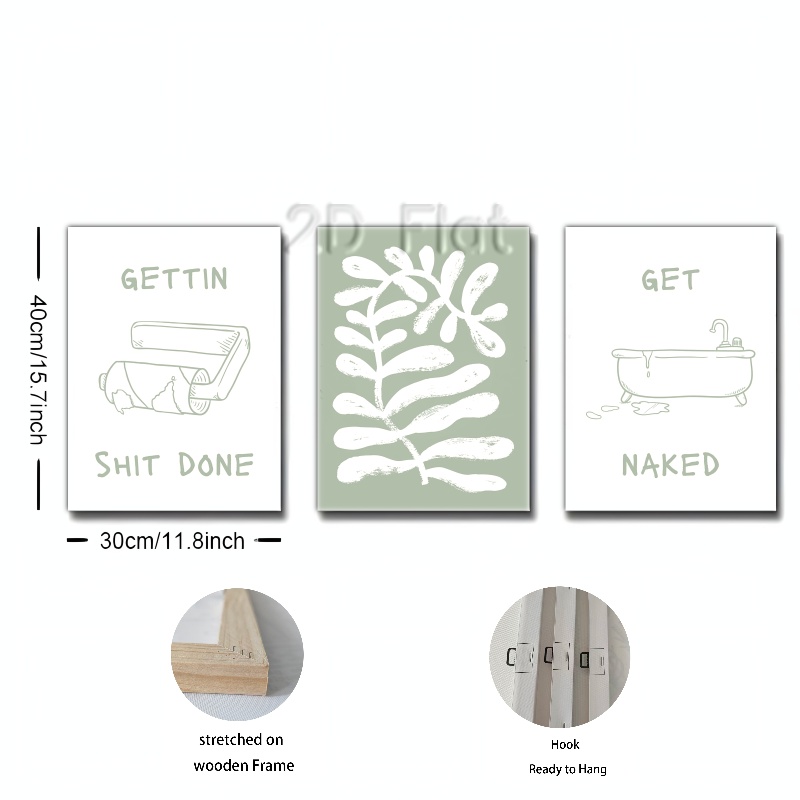 2D Flat
GETTIN
SHIT DONE
GET
NAKED
40cm/15.7inch
30cm/11.8inch
stretched on
wooden Frame
Hook
Ready to Hang